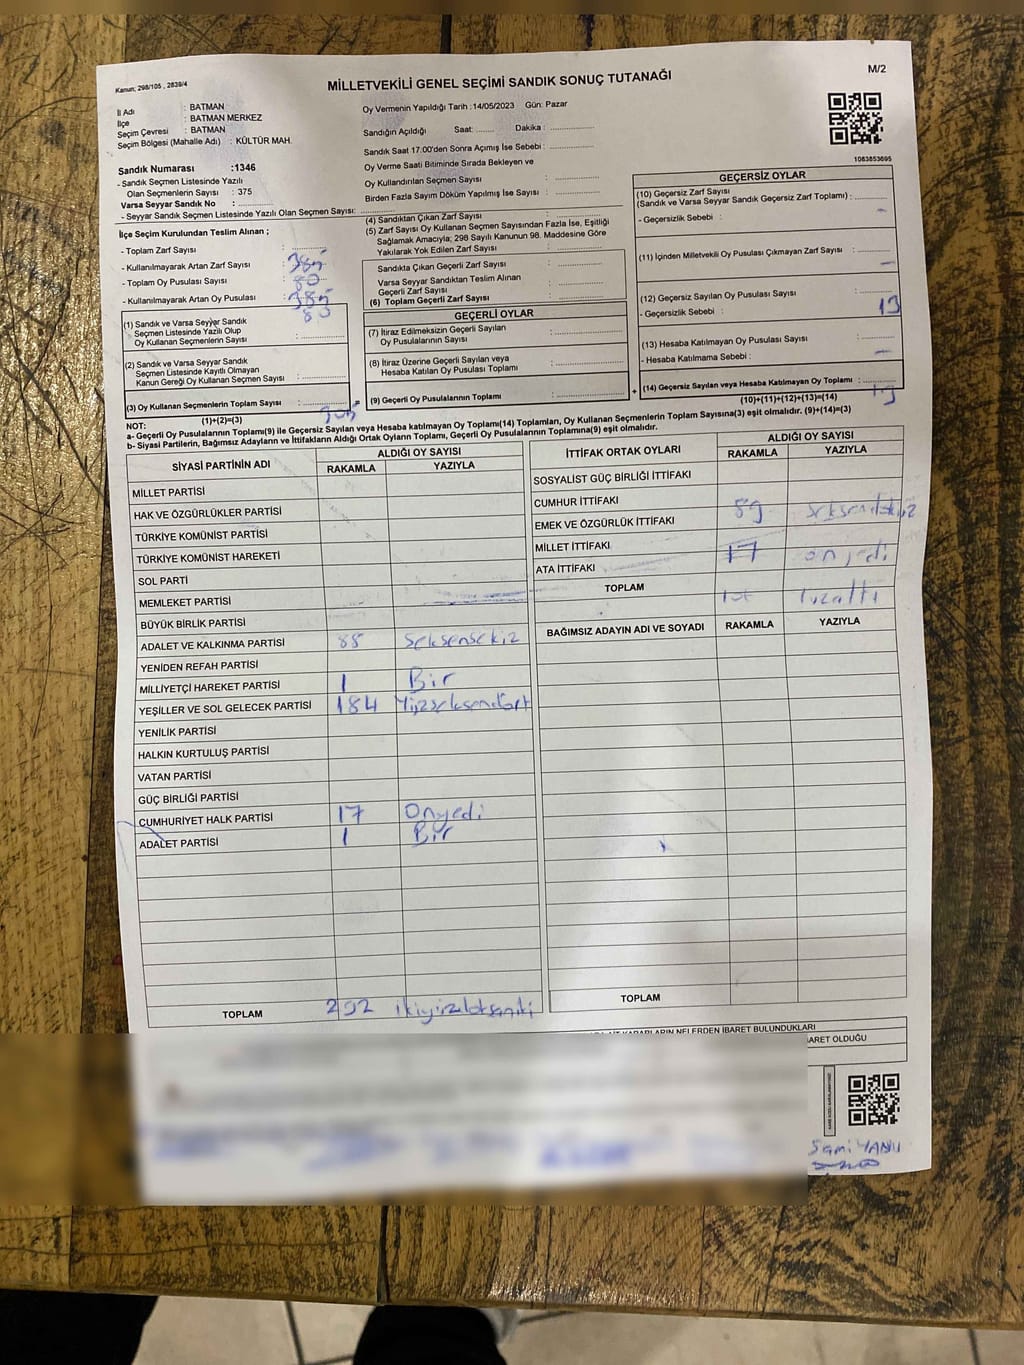 Kanun; 298/105 , 2839/4
MİLLETVEKİLİ GENEL SEÇİMİ SANDIK SONUÇ TUTANAĞI
M/2
İl Adı : BATMAN
İlçe : BATMAN MERKEZ
Seçim Çevresi : BATMAN
Seçim Bölgesi (Mahalle Adı) : KÜLTÜR MAH.
Sandık Numarası :1346
- Sandık Seçmen Listesinde Yazılı
Olan Seçmenlerin Sayısı : 375
Varsa Seyyar Sandık No : ..............
- Seyyar Sandık Seçmen Listesinde Yazılı Olan Seçmen Sayısı: ..............
Oy Vermenin Yapıldığı Tarih :14/05/2023 Gün: Pazar
Sandığın Açıldığı Saat: ....... Dakika : ..............
Sandık Saat 17.00'den Sonra Açımış İse Sebebi : ..............
Oy Verme Saati Bitiminde Sırada Bekleyen ve
Oy Kullandırılan Seçmen Sayısı : ..............
Birden Fazla Sayım Döküm Yapılmış İse Sayısı : ..............
1083853695
İlçe Seçim Kurulundan Teslim Alınan ;
- Toplam Zarf Sayısı : 385
- Kullanılmayarak Artan Zarf Sayısı : 80
- Toplam Oy Pusulası Sayısı : 385
- Kullanılmayarak Artan Oy Pusulası : 80
(1) Sandık ve Varsa Seyyar Sandık
Seçmen Listesinde Yazılı Olup
Oy Kullanan Seçmenlerin Sayısı : ..............
(2) Sandık ve Varsa Seyyar Sandık
Seçmen Listesinde Kayıtlı Olmayan
Kanun Gereği Oy Kullanan Seçmen Sayısı : ..............
(3) Oy Kullanan Seçmenlerin Toplam Sayısı : ..............
(1)+(2)=(3)
(4) Sandıktan Çıkan Zarf Sayısı : ..............
(5) Zarf Sayısı Oy Kullanan Seçmen Sayısından Fazla İse, Eşitliği
Sağlamak Amacıyla; 298 Sayılı Kanunun 98. Maddesine Göre
Yakılarak Yok Edilen Zarf Sayısı : ..............
Sandıkta Çıkan Geçerli Zarf Sayısı : ..............
Varsa Seyyar Sandıktan Teslim Alınan
Geçerli Zarf Sayısı : ..............
(6) Toplam Geçerli Zarf Sayısı : ..............
GEÇERLİ OYLAR
(7) İtiraz Edilmeksizin Geçerli Sayılan
Oy Pusulalarının Sayısı : ..............
(8) İtiraz Üzerine Geçerli Sayılan veya
Hesaba Katılan Oy Pusulası Toplamı : ..............
(9) Geçerli Oy Pusulalarının Toplamı : ..............
+
GEÇERSİZ OYLAR
(10) Geçersiz Zarf Sayısı
(Sandık ve Varsa Seyyar Sandık Geçersiz Zarf Toplamı) : ..............
- Geçersizlik Sebebi : -
(11) İçinden Milletvekili Oy Pusulası Çıkmayan Zarf Sayısı : -
(12) Geçersiz Sayılan Oy Pusulası Sayısı : ..............
- Geçersizlik Sebebi : 13
(13) Hesaba Katılmayan Oy Pusulası Sayısı : ..............
- Hesaba Katılmama Sebebi : -
(14) Geçersiz Sayılan veya Hesaba Katılmayan Oy Toplamı : 13
(10)+(11)+(12)+(13)=(14)
NOT:
a- Geçerli Oy Pusulalarının Toplamı(9) ile Geçersiz Sayılan veya Hesaba katılmayan Oy Toplamı(14) Toplamları, Oy Kullanan Seçmenlerin Toplam Sayısına(3) eşit olmalıdır. (9)+(14)=(3)
b- Siyasi Partilerin, Bağımsız Adayların ve İttifakların Aldığı Ortak Oyların Toplamı, Geçerli Oy Pusulalarının Toplamına(9) eşit olmalıdır.
SİYASİ PARTİNİN ADI ALDIĞI OY SAYISI
RAKAMLA YAZIYLA
MİLLET PARTİSİ
HAK VE ÖZGÜRLÜKLER PARTİSİ
TÜRKİYE KOMÜNİST PARTİSİ
TÜRKİYE KOMÜNİST HAREKETİ
SOL PARTİ
MEMLEKET PARTİSİ
BÜYÜK BİRLİK PARTİSİ
ADALET VE KALKINMA PARTİSİ 88 seksensekiz
YENİDEN REFAH PARTİSİ
MİLLİYETÇİ HAREKET PARTİSİ 1 Bir
YEŞİLLER VE SOL GELECEK PARTİSİ 184 Yüzseksendört
YENİLİK PARTİSİ
HALKIN KURTULUŞ PARTİSİ
VATAN PARTİSİ
GÜÇ BİRLİĞİ PARTİSİ
CUMHURİYET HALK PARTİSİ 17 Onyedi
ADALET PARTİSİ 1 Bir
TOPLAM 292 ikiyüzdoksaniki
İTTİFAK ORTAK OYLARI ALDIĞI OY SAYISI
RAKAMLA YAZIYLA
SOSYALİST GÜÇ BİRLİĞİ İTTİFAKI
CUMHUR İTTİFAKI
EMEK VE ÖZGÜRLÜK İTTİFAKI 89 seksendokuz
MİLLET İTTİFAKI
ATA İTTİFAKI 17 onyedi
TOPLAM
BAĞIMSIZ ADAYIN ADI VE SOYADI RAKAMLA YAZIYLA
TOPLAM
KARARLARIN NELERDEN İBARET BULUNDUKLARI
İBARET OLDUĞU
Sami